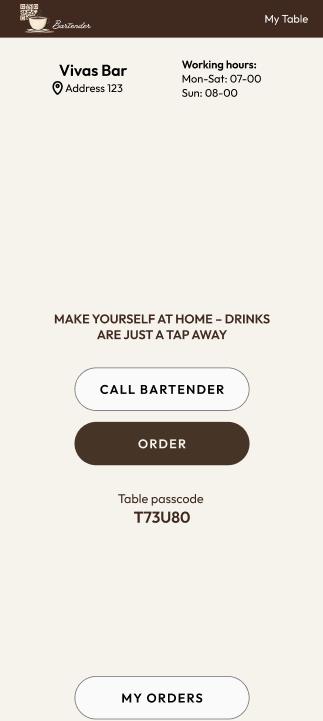 Bartender
My Table
Vivas Bar
Address 123
Working hours:
Mon-Sat: 07-00
Sun: 08-00
MAKE YOURSELF AT HOME – DRINKS
ARE JUST A TAP AWAY
CALL BARTENDER
ORDER
Table passcode
T73U80
MY ORDERS